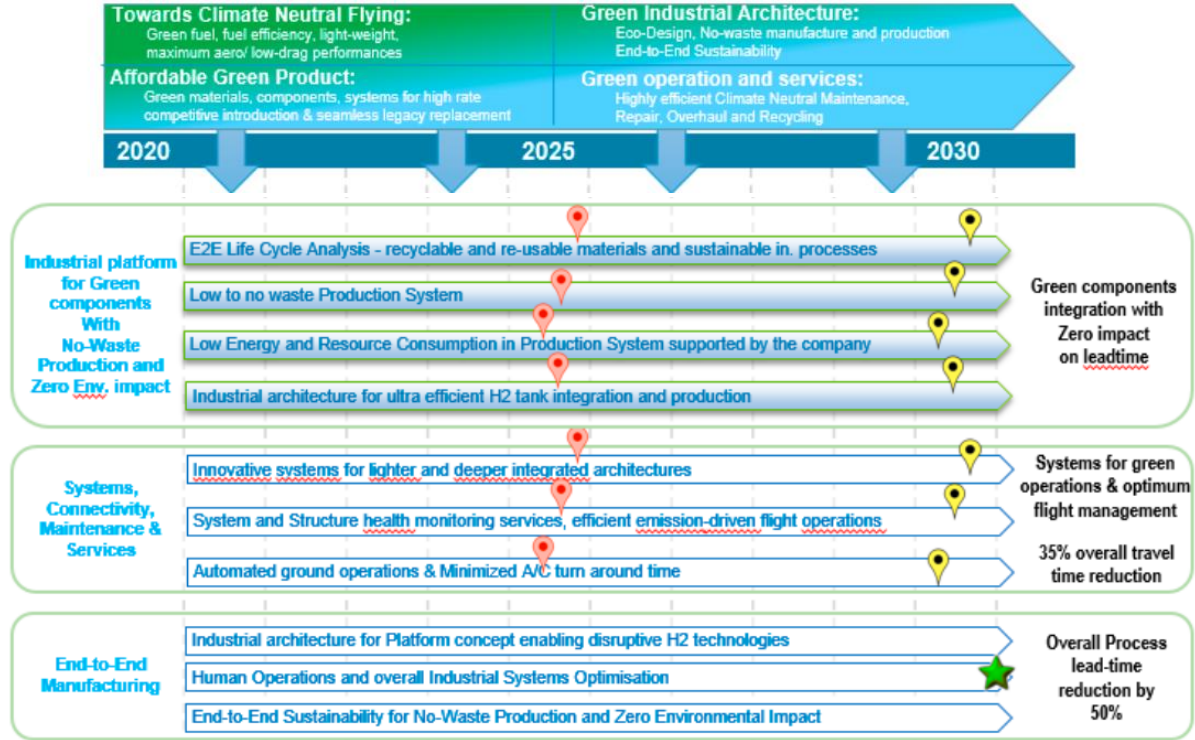 Towards Climate Neutral Flying:
Green fuel, fuel efficiency, light-weight,
maximum aero/ low-drag performances
Green Industrial Architecture:
Eco-Design, No-waste manufacture and production
End-to-End Sustainability
Affordable Green Product:
Green materials, components, systems for high rate
competitive introduction & seamless legacy replacement
Green operation and services:
Highly efficient Climate Neutral Maintenance,
Repair, Overhaul and Recycling
2020
2025
2030
Industrial platform
for Green
components
With
No-Waste
Production and
Zero Env. impact
E2E Life Cycle Analysis - recyclable and re-usable materials and sustainable in. processes
Low to no waste Production System
Low Energy and Resource Consumption in Production System supported by the company
Industrial architecture for ultra efficient H2 tank integration and production
Green components
integration with
Zero impact
on leadtime
Systems,
Connectivity,
Maintenance &
Services
Innovative systems for lighter and deeper integrated architectures
System and Structure health monitoring services, efficient emission-driven flight operations
Automated ground operations & Minimized A/C turn around time
Systems for green
operations & optimum
flight management
35% overall travel
time reduction
End-to-End
Manufacturing
Industrial architecture for Platform concept enabling disruptive H2 technologies
Human Operations and overall Industrial Systems Optimisation
End-to-End Sustainability for No-Waste Production and Zero Environmental Impact
Overall Process
lead-time
reduction by
50%